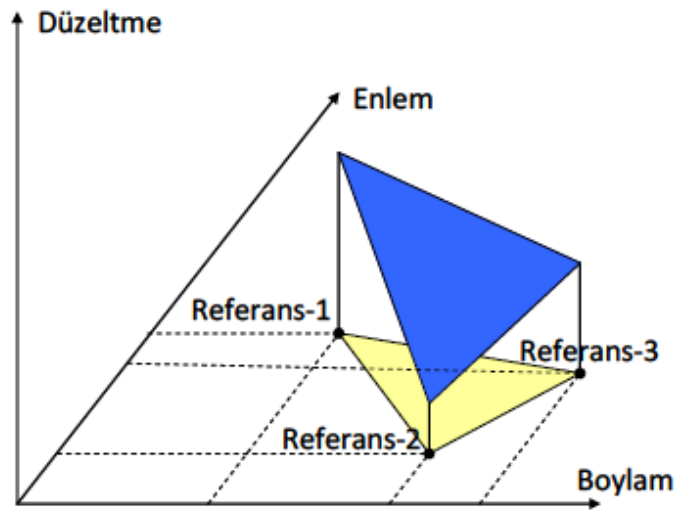 Düzeltme
Enlem
Referans-1
Referans-3
Referans-2
Boylam